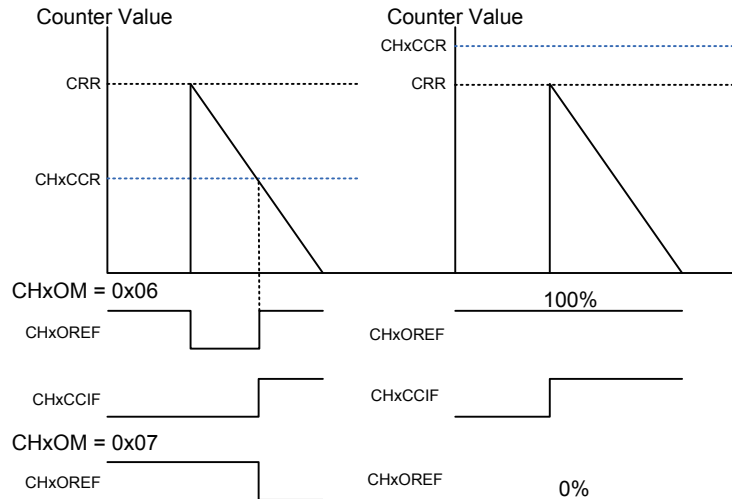 Counter Value
CRR
CHxCCR
Counter Value
CHxCCR
CRR
CHxOM = 0x06
CHxOREF
100%
CHxOREF
CHxCCIF
CHxCCIF
CHxOM = 0x07
CHxOREF
CHxOREF
0%